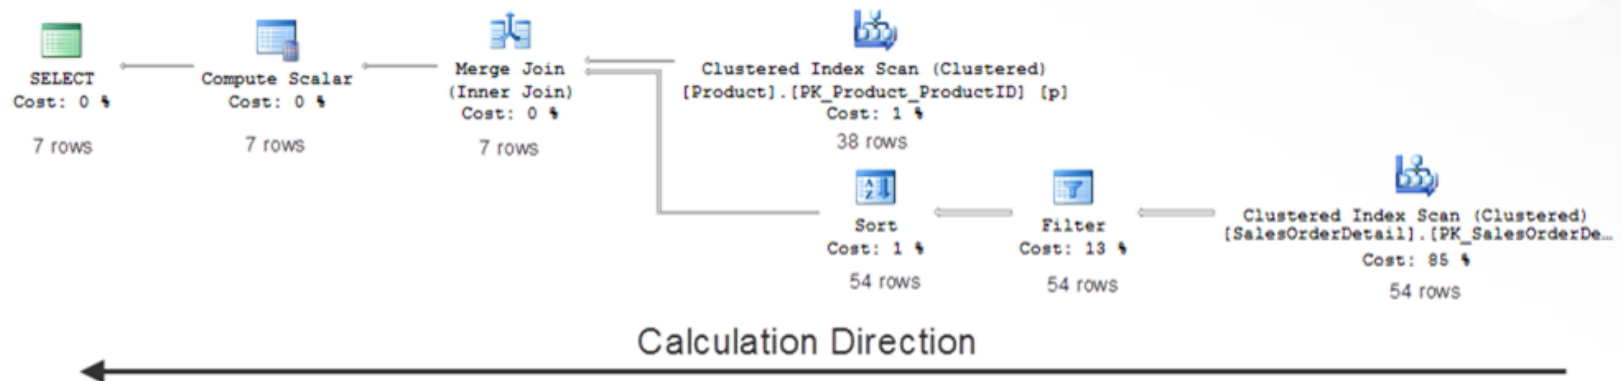 SELECT
Cost: 0 %
7 rows
Compute Scalar
Cost: 0 %
7 rows
Merge Join
(Inner Join)
Cost: 0 %
7 rows
Clustered Index Scan (Clustered)
[Product].[PK_Product_ProductID] [p]
Cost: 1 %
38 rows
Sort
Cost: 1 %
54 rows
Filter
Cost: 13 %
54 rows
Clustered Index Scan (Clustered)
[SalesOrderDetail].[PK_SalesOrderDe…
Cost: 85 %
54 rows
Calculation Direction